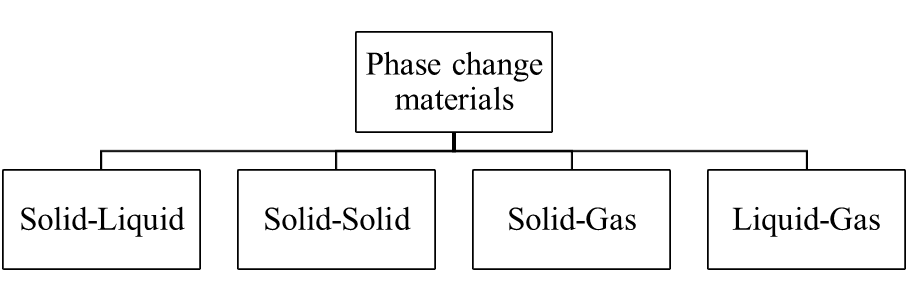 Phase change
materials
Solid-Liquid
Solid-Solid
Solid-Gas
Liquid-Gas